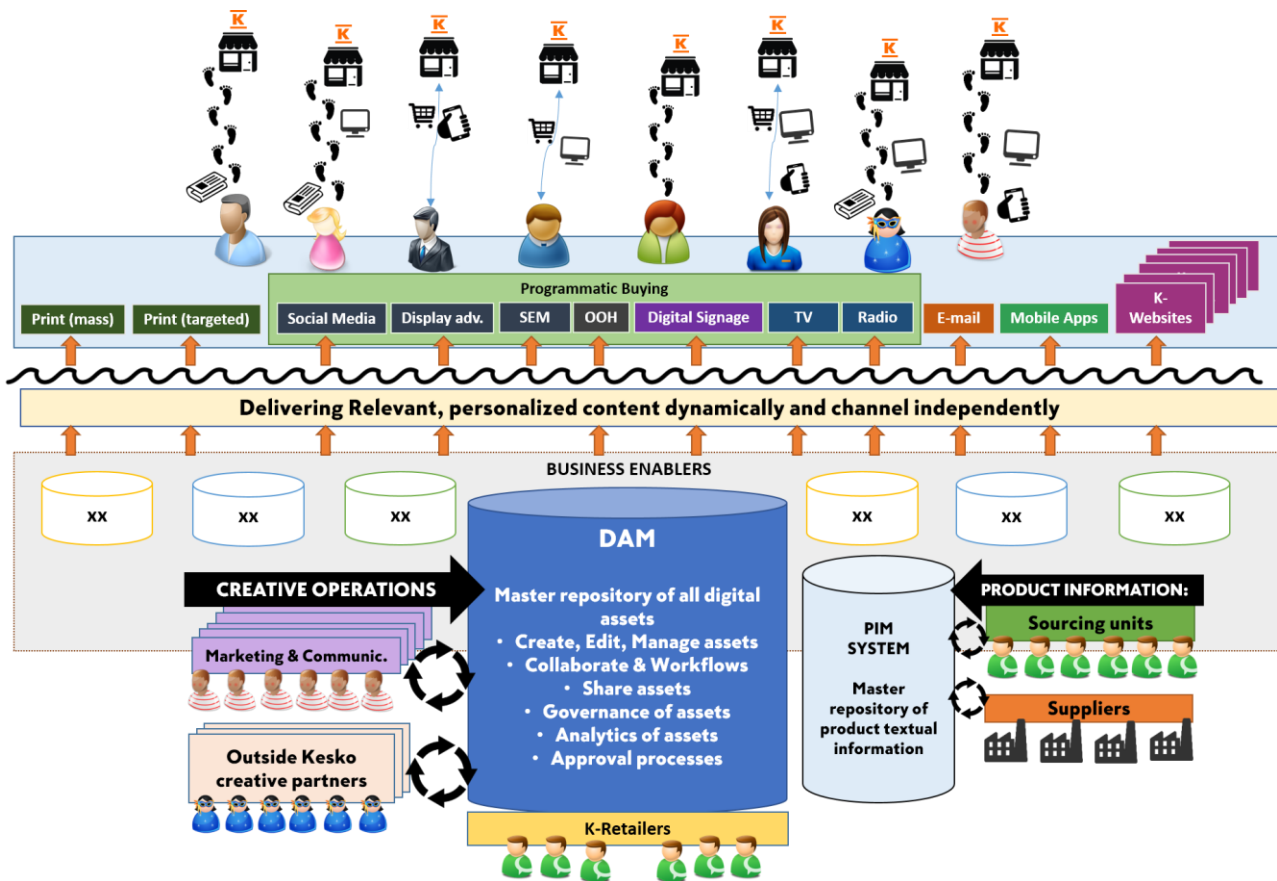 K
K
K
K
K
K
K
K
Programmatic Buying
Print (mass)
Print (targeted)
Social Media
Display adv.
SEM
OOH
Digital Signage
TV
Radio
E-mail
Mobile Apps
K-
Websites
Delivering Relevant, personalized content dynamically and channel independently
BUSINESS ENABLERS
xx
xx
xx
xx
xx
xx
DAM
Master repository of all digital
assets
• Create, Edit, Manage assets
• Collaborate & Workflows
• Share assets
• Governance of assets
• Analytics of assets
• Approval processes
CREATIVE OPERATIONS
Marketing & Communic.
Outside Kesko
creative partners
K-Retailers
PIM
SYSTEM
Master
repository of
product textual
information
PRODUCT INFORMATION:
Sourcing units
Suppliers